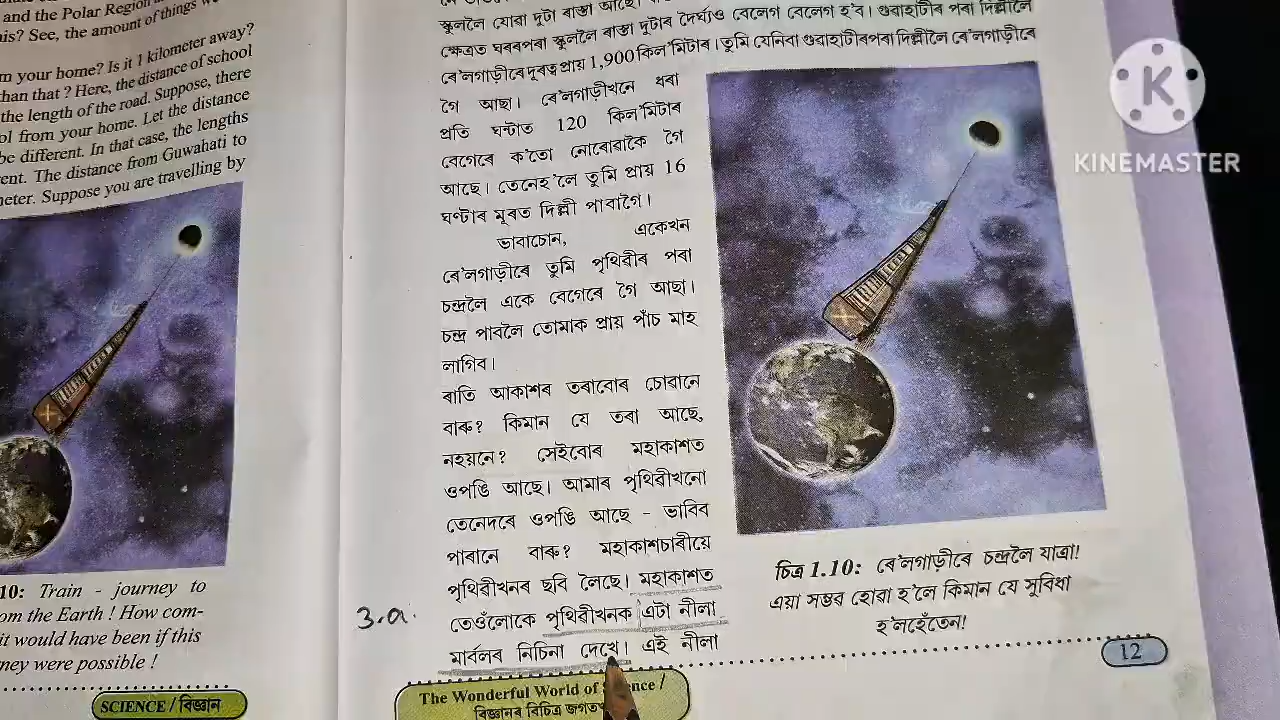 and the Polar Region
his? See, the amount of things
m your home? Is it 1 kilometer away?
han that ? Here, the distance of school
the length of the road. Suppose, there
ol from your home. Let the distance
be different. In that case, the lengths
ent. The distance from Guwahati to
meter. Suppose you are travelling by
10: Train - journey to
om the Earth ! How com-
it would have been if this
ney were possible !
SCIENCE / বিজ্ঞান
স্কুললৈ যোৱা দুটা ৰাস্তা আছে।
ক্ষেত্ৰত ঘৰৰপৰা স্কুললৈ ৰাস্তা দুটাৰ দৈৰ্ঘ্যও বেলেগ বেলেগ হ'ব। গুৱাহাটীৰ পৰা দিল্লীলৈ
ৰে'লগাড়ীৰে দূৰত্ব প্ৰায় 1,900 কিল'মিটাৰ। তুমি যেনিবা গুৱাহাটীৰপৰা দিল্লীলৈ ৰে'লগাড়ীৰে
গৈ আছা। ৰে'লগাড়ীখনে ধৰা
প্ৰতি ঘন্টাত 120 কিল'মিটাৰ
বেগেৰে ক'তো নোৰোৱাকৈ গৈ
আছে। তেনেহ'লে তুমি প্ৰায় 16
ঘণ্টাৰ মূৰত দিল্লী পাবাগৈ।
ভাবাচোন, একেখন
ৰে'লগাড়ীৰে তুমি পৃথিৱীৰ পৰা
চন্দ্ৰলৈ একে বেগেৰে গৈ আছা।
চন্দ্ৰ পাবলৈ তোমাক প্ৰায় পাঁচ মাহ
লাগিব।
ৰাতি আকাশৰ তৰাবোৰ চোৱানে
বাৰু? কিমান যে তৰা আছে,
নহয়নে? সেইবোৰ মহাকাশত
ওপঙি আছে। আমাৰ পৃথিৱীখনো
তেনেদৰে ওপঙি আছে - ভাবিব
পাৰানে বাৰু? মহাকাশচাৰীয়ে
পৃথিৱীখনৰ ছবি লৈছে। মহাকাশত
3.a. তেওঁলোকে পৃথিৱীখনক এটা নীলা
মাৰ্বলৰ নিচিনা দেখে। এই নীলা
The Wonderful World of Science /
বিজ্ঞানৰ বিচিত্ৰ জগতখ
চিত্ৰ 1.10: ৰে'লগাড়ীৰে চন্দ্ৰলৈ যাত্ৰা!
এয়া সম্ভৱ হোৱা হ'লে কিমান যে সুবিধা
হ'লহেঁতেন!
12
K
KINEMASTER